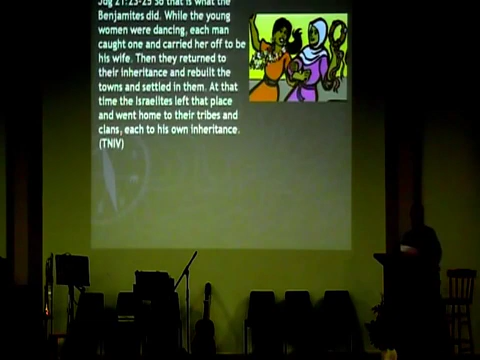 Jdg 21:23-25 So that is what the
Benjamites did. While the young
women were dancing, each man
caught one and carried her off to be
his wife. Then they returned to
their inheritance and rebuilt the
towns and settled in them. At that
time the Israelites left that place
and went home to their tribes and
clans, each to his own inheritance.
(TNIV)